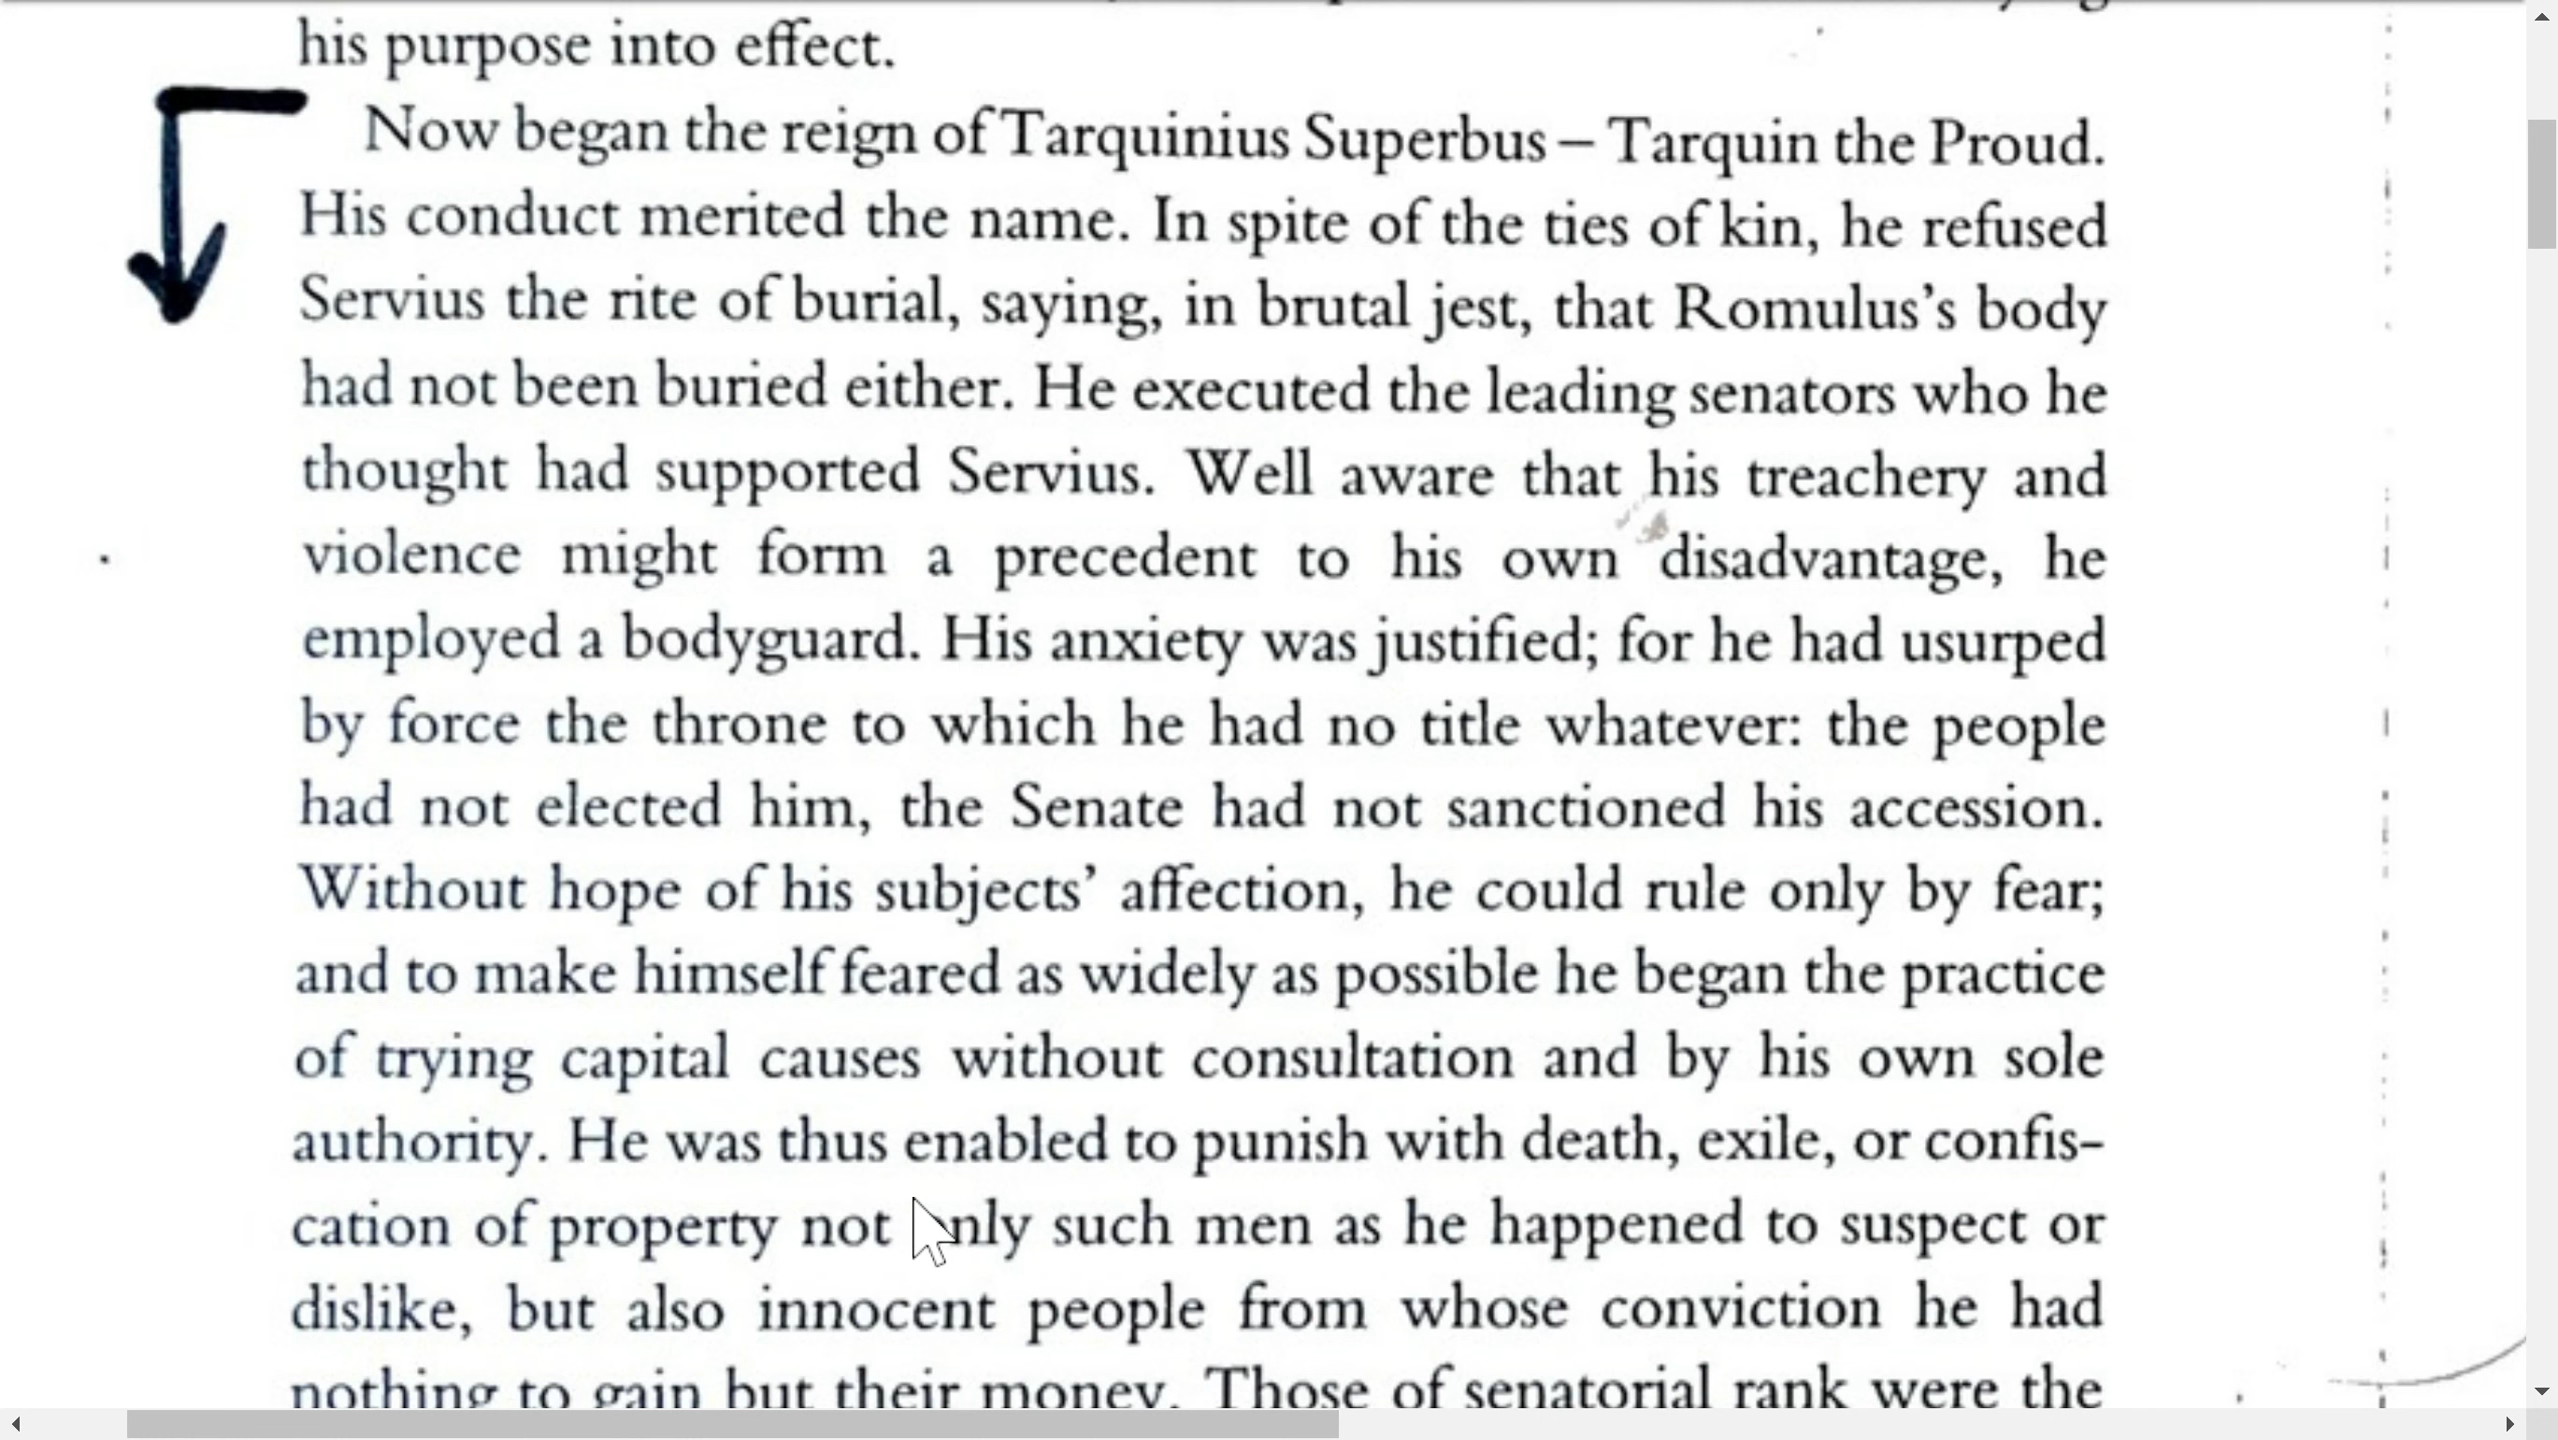 his purpose into effect.
Now began the reign of Tarquinius Superbus – Tarquin the Proud.
His conduct merited the name. In spite of the ties of kin, he refused
Servius the rite of burial, saying, in brutal jest, that Romulus's body
had not been buried either. He executed the leading senators who he
thought had supported Servius. Well aware that his treachery and
violence might form a precedent to his own disadvantage, he
employed a bodyguard. His anxiety was justified; for he had usurped
by force the throne to which he had no title whatever: the people
had not elected him, the Senate had not sanctioned his accession.
Without hope of his subjects' affection, he could rule only by fear;
and to make himself feared as widely as possible he began the practice
of trying capital causes without consultation and by his own sole
authority. He was thus enabled to punish with death, exile, or confis-
cation of property not only such men as he happened to suspect or
dislike, but also innocent people from whose conviction he had
nothing to gain but their money. Those of senatorial rank were the